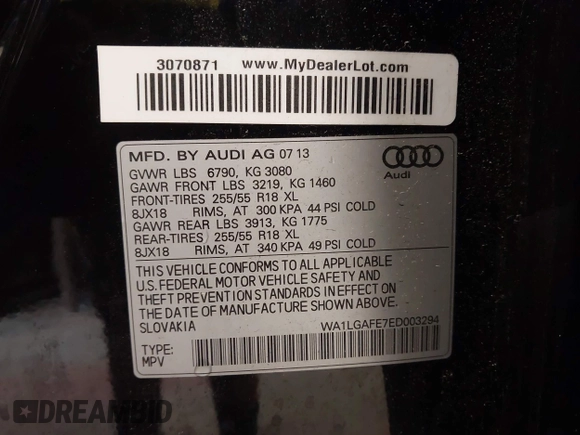 3070871 www.MyDealerLot.com
MFD. BY AUDI AG 07 13
GVWR LBS 6790, KG 3080
GAWR FRONT LBS 3219, KG 1460
FRONT-TIRES 255/55 R18 XL
8JX18 RIMS, AT 300 KPA 44 PSI COLD
GAWR REAR LBS 3913, KG 1775
REAR-TIRES 255/55 R18 XL
8JX18 RIMS, AT 340 KPA 49 PSI COLD
Audi
THIS VEHICLE CONFORMS TO ALL APPLICABLE
U.S. FEDERAL MOTOR VEHICLE SAFETY AND
THEFT PREVENTION STANDARDS IN EFFECT ON
THE DATE OF MANUFACTURE SHOWN ABOVE.
SLOVAKIA WA1LGAFE7ED003294
TYPE:
MPV
DREAMBID